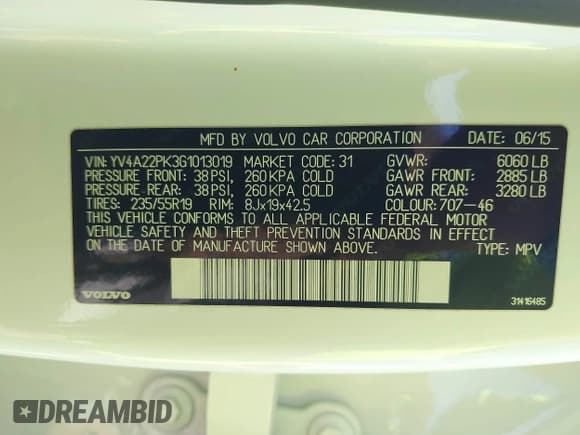 MFD BY VOLVO CAR CORPORATION DATE: 06/15
VIN: YV4A22PK3G1013019 MARKET CODE: 31 GVWR: 6060 LB
PRESSURE FRONT: 38 PSI, 260 KPA COLD GAWR FRONT: 2885 LB
PRESSURE REAR: 38 PSI, 260 KPA COLD GAWR REAR: 3280 LB
TIRES: 235/55R19 RIM: 8Jx19x42.5 COLOUR: 707-46
THIS VEHICLE CONFORMS TO ALL APPLICABLE FEDERAL MOTOR
VEHICLE SAFETY AND THEFT PREVENTION STANDARDS IN EFFECT
ON THE DATE OF MANUFACTURE SHOWN ABOVE. TYPE: MPV
VOLVO 31416485
DREAMBID